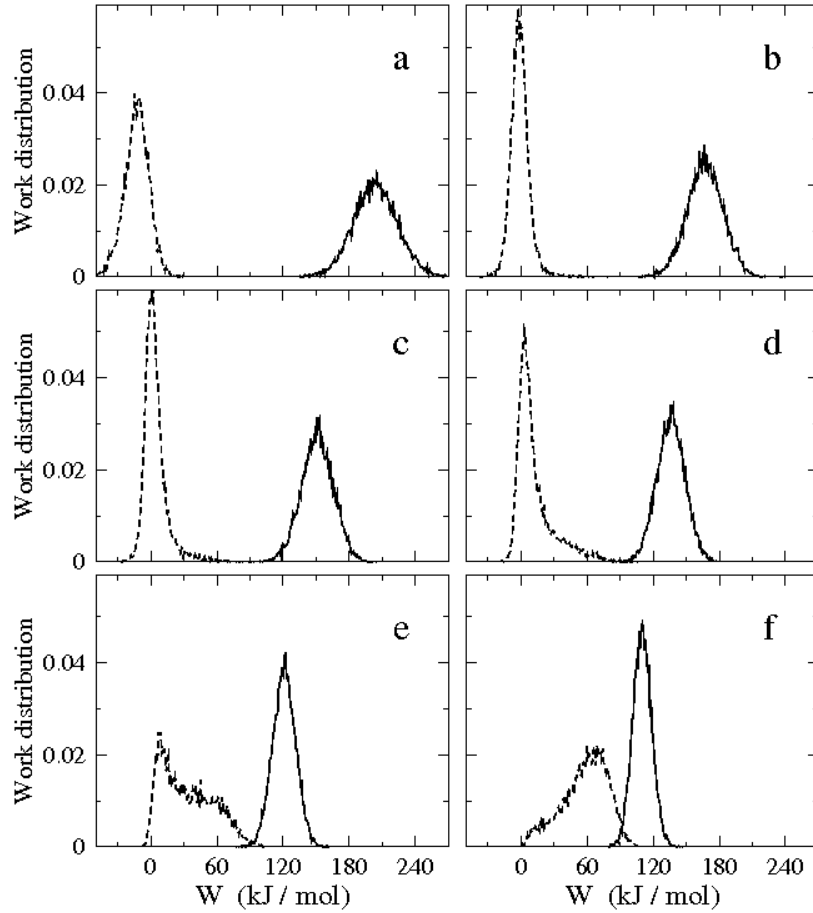 a
b
Work distribution
0.04
0.02
0
c
d
Work distribution
0.04
0.02
0
e
f
Work distribution
0.04
0.02
0
0 60 120 180 240
0 60 120 180 240
W (kJ / mol)
W (kJ / mol)